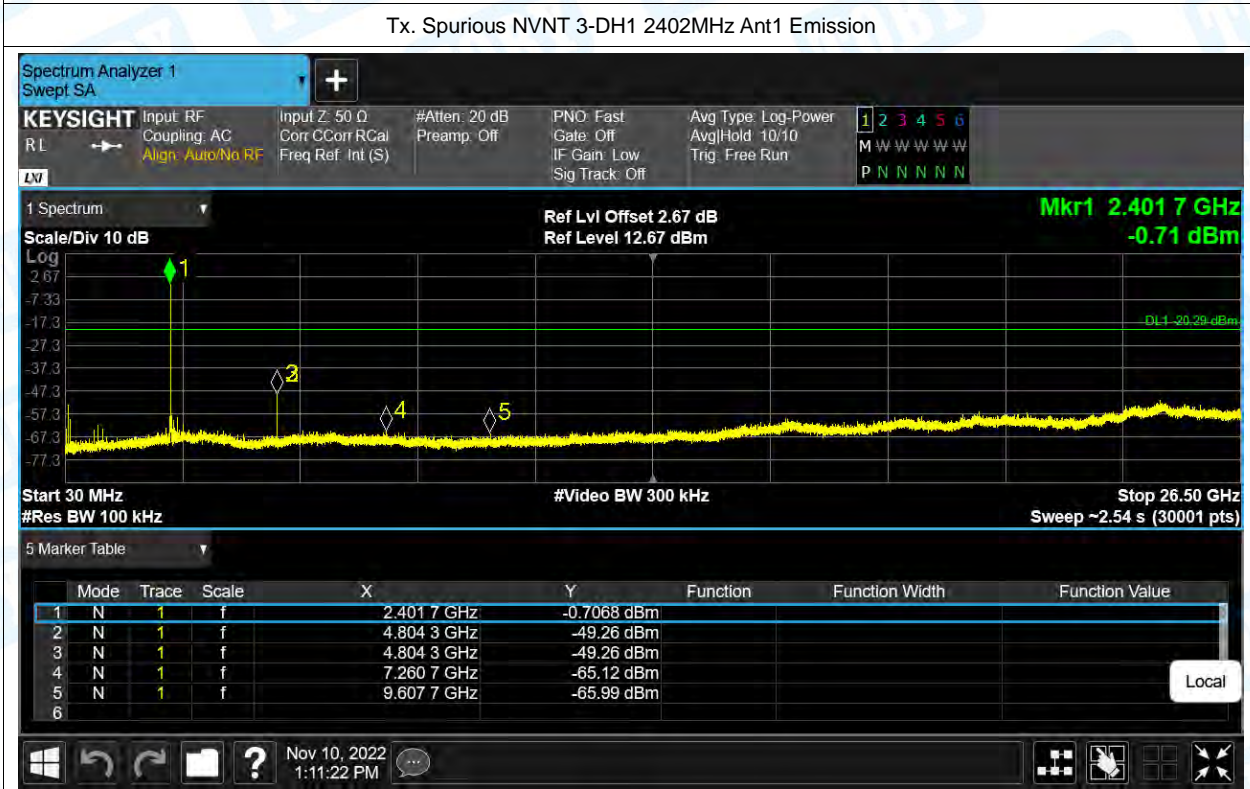 Tx. Spurious NVNT 3-DH1 2402MHz Ant1 Emission
Spectrum Analyzer 1
Swept SA
+
KEYSIGHT Input: RF Input Z: 50 Ω #Atten: 20 dB PNO: Fast Avg Type: Log-Power 1 2 3 4 5 6
RL Coupling: AC Corr CCorr RCal Preamp: Off Gate: Off Avg|Hold: 10/10 M W W W W W
Align: Auto/No RF Freq Ref: Int (S) IF Gain: Low Trig: Free Run
LXI Sig Track: Off P N N N N N N
1 Spectrum Ref Lvl Offset 2.67 dB Mkr1 2.401 7 GHz
Scale/Div 10 dB Ref Level 12.67 dBm -0.71 dBm
Log
1
2.67
-7.33
-17.3 DL1 -20.29 dBm
-27.3
-37.3
-47.3
-57.3 4 5
-67.3
-77.3
Start 30 MHz #Video BW 300 kHz Stop 26.50 GHz
#Res BW 100 kHz Sweep ~2.54 s (30001 pts)
5 Marker Table
Mode Trace Scale X Y Function Function Width Function Value
1 N 1 f 2.401 7 GHz -0.7068 dBm
2 N 1 f 4.804 3 GHz -49.26 dBm
3 N 1 f 4.804 3 GHz -49.26 dBm
4 N 1 f 7.260 7 GHz -65.12 dBm
5 N 1 f 9.607 7 GHz -65.99 dBm
6
Local
? Nov 10, 2022
1:11:22 PM